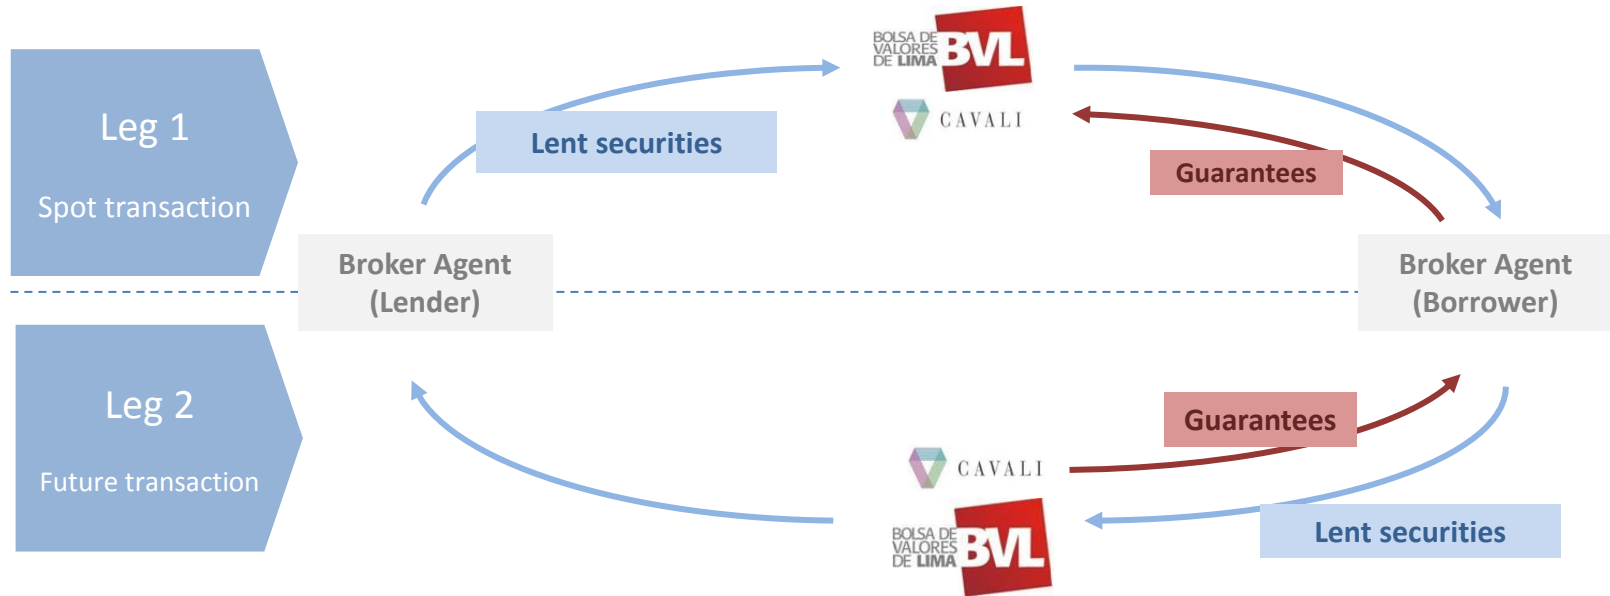 BOLSA DE
VALORES
DE LIMA BVL
CAVALI
Leg 1
Spot transaction
Lent securities
Guarantees
Broker Agent
(Lender)
Broker Agent
(Borrower)
Leg 2
Future transaction
Guarantees
CAVALI
BOLSA DE
VALORES
DE LIMA BVL
Lent securities